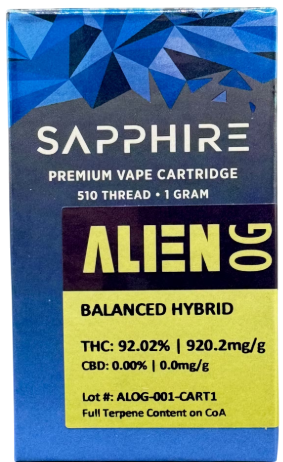 SAPPHIRE
PREMIUM VAPE CARTRIDGE
510 THREAD • 1 GRAM
ALIEN OG
BALANCED HYBRID
THC: 92.02% | 920.2mg/g
CBD: 0.00% | 0.0mg/g
Lot #: ALOG-001-CART1
Full Terpene Content on CoA